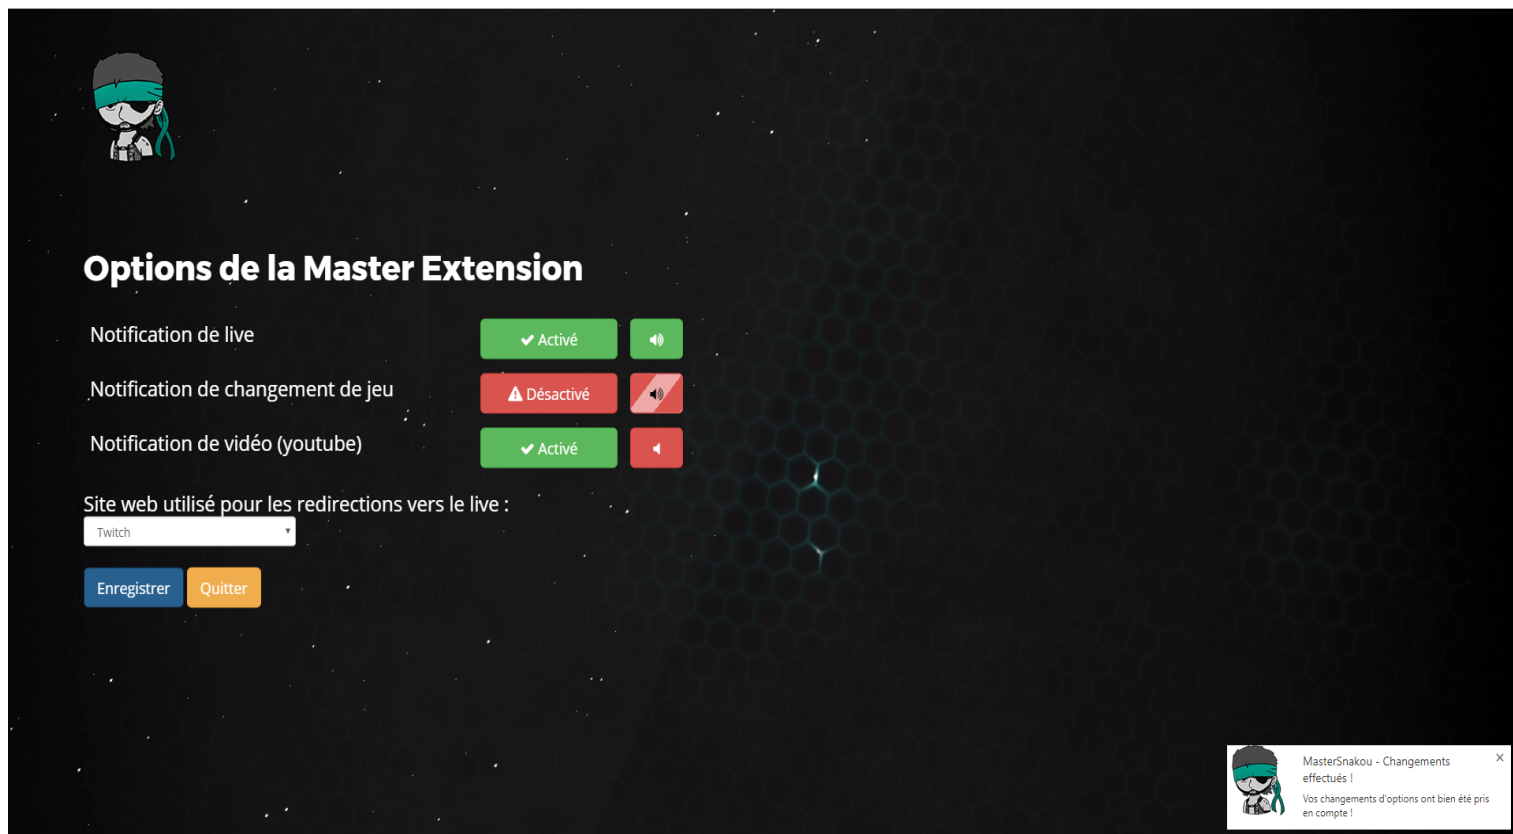 Options de la Master Extension
Notification de live
Activé
Notification de changement de jeu
Désactivé
Notification de vidéo (youtube)
Activé
Site web utilisé pour les redirections vers le live :
Twitch
Enregistrer
Quitter
MasterSnakou - Changements
effectués !
Vos changements d'options ont bien été pris
en compte !